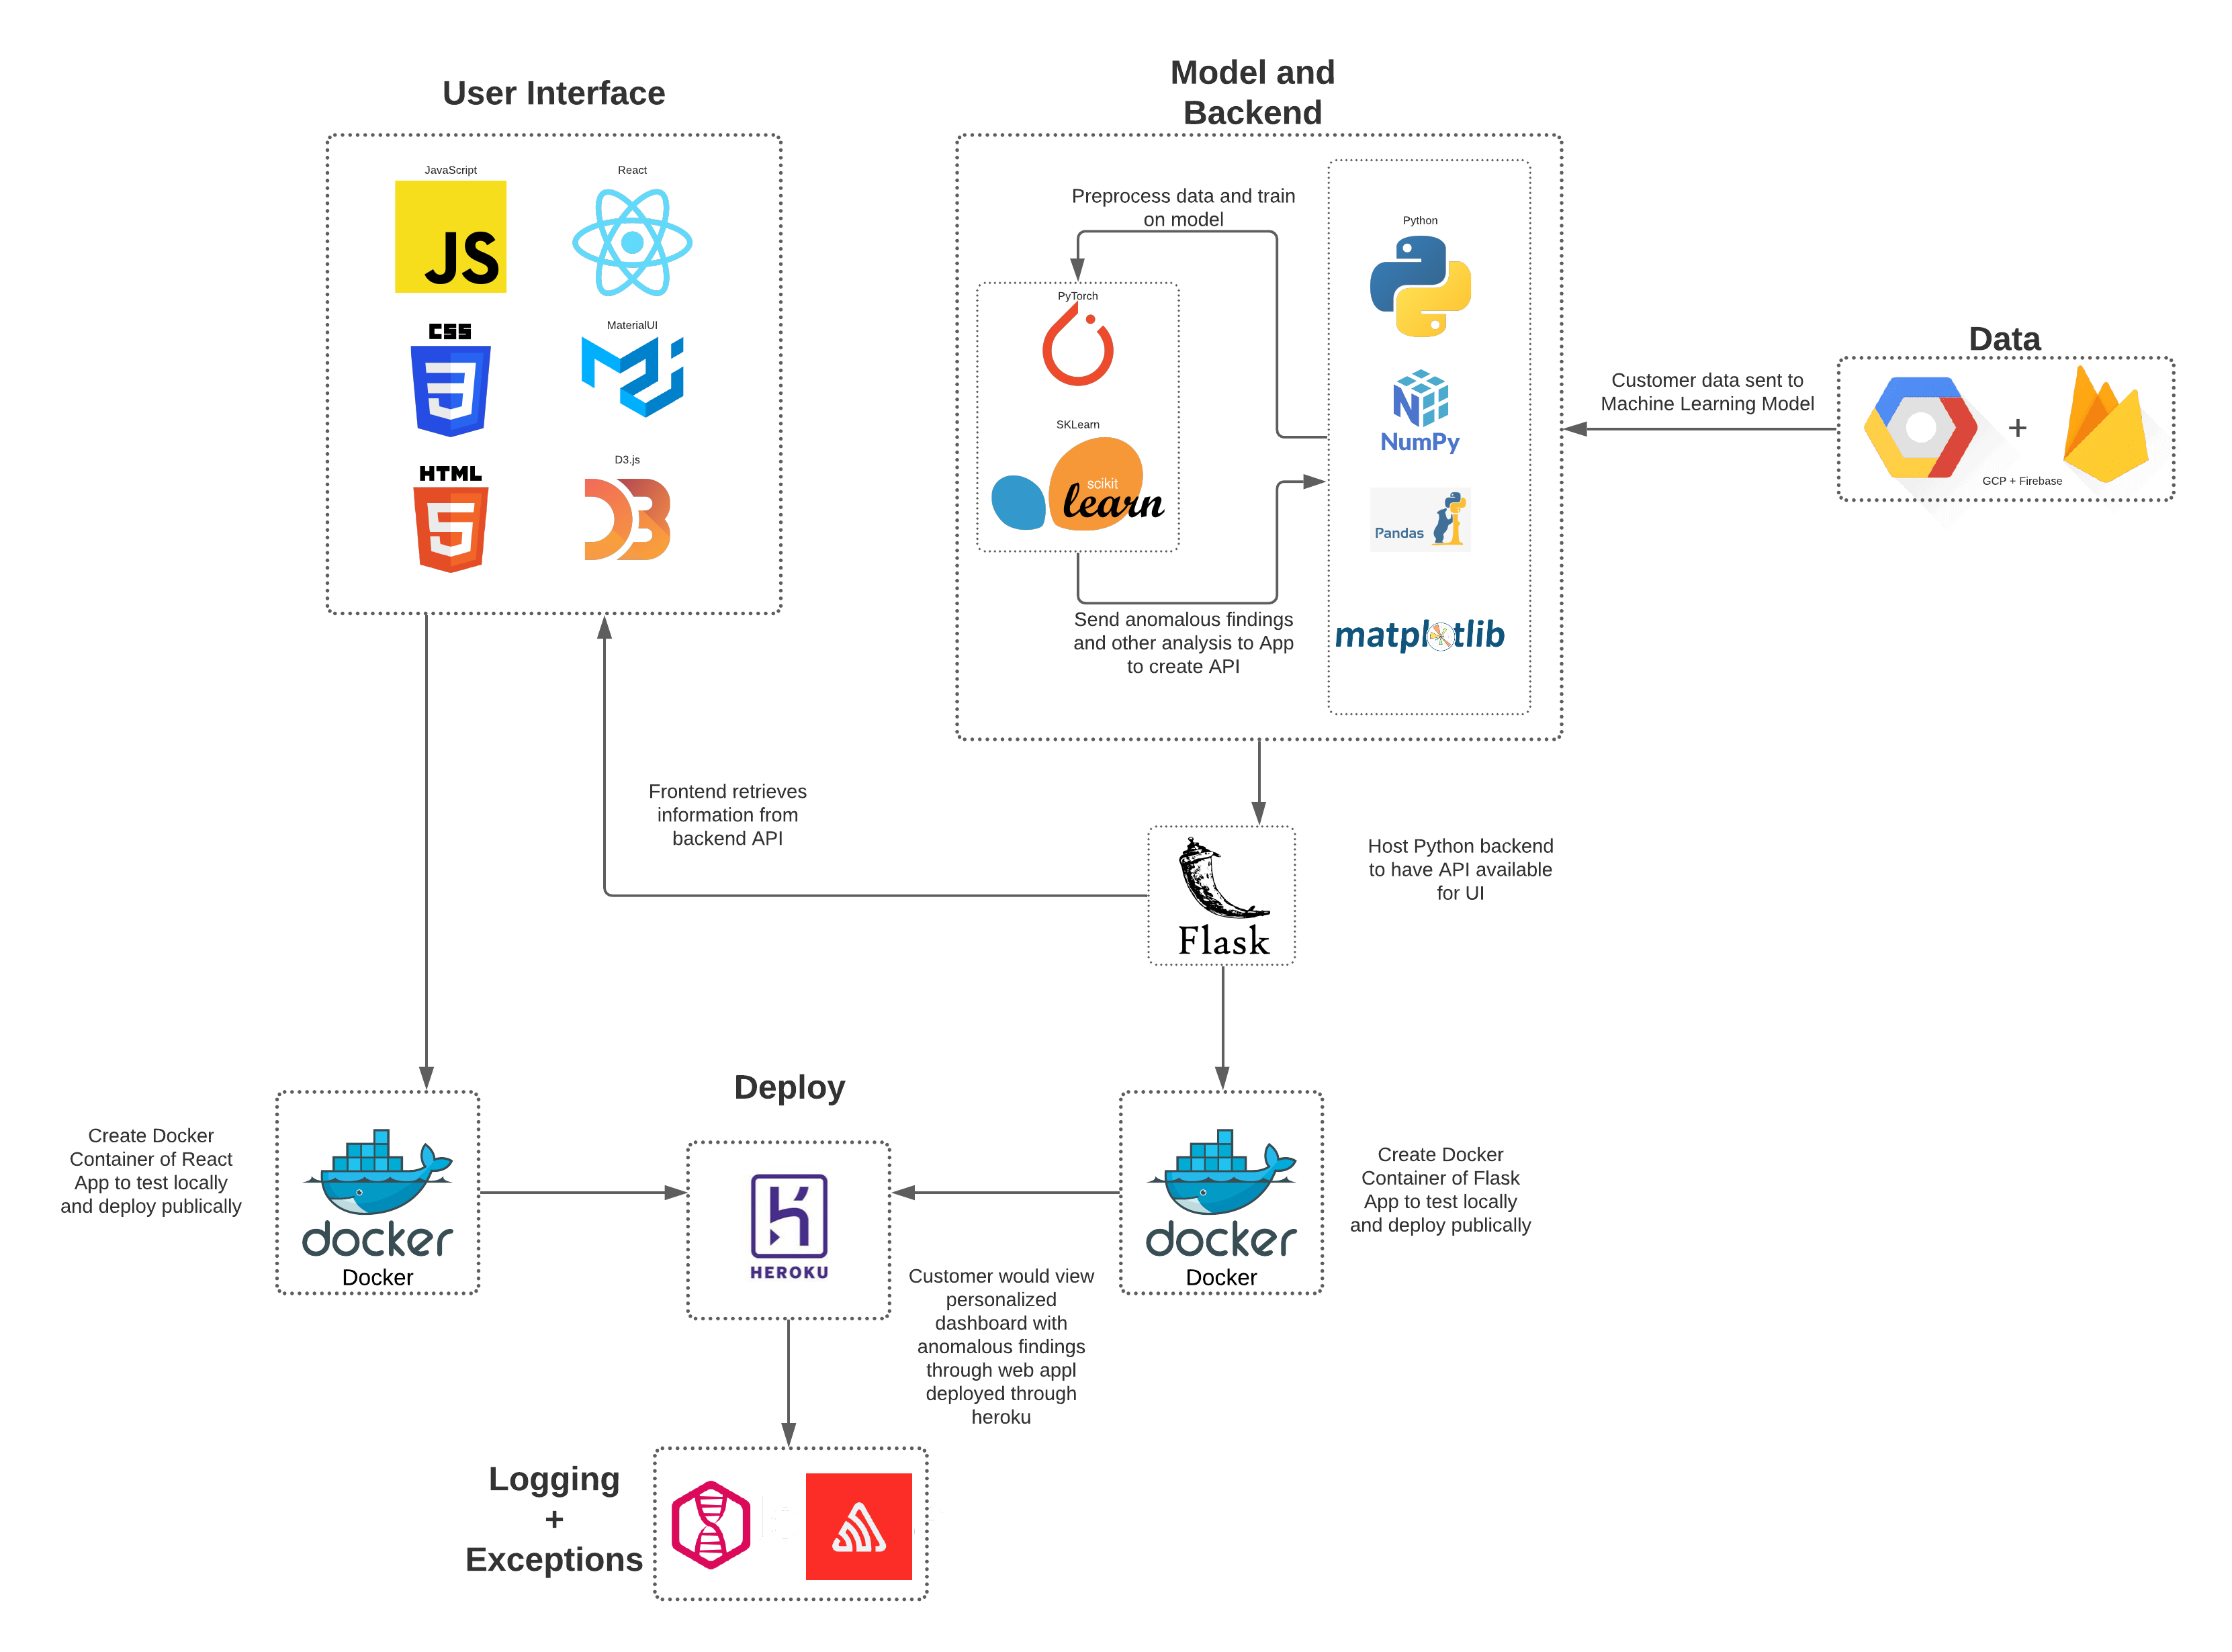 User Interface
Model and
Backend
JavaScript
React
JS
CSS
MaterialUI
HTML
D3.js
Preprocess data and train
on model
Python
PyTorch
SKLearn
scikit
learn
NumPy
Pandas
matplotlib
Send anomalous findings
and other analysis to App
to create API
Customer data sent to
Machine Learning Model
Data
+
GCP + Firebase
Frontend retrieves
information from
backend API
Flask
Host Python backend
to have API available
for UI
Create Docker
Container of React
App to test locally
and deploy publically
docker
Docker
Deploy
HEROKU
docker
Docker
Create Docker
Container of Flask
App to test locally
and deploy publically
Customer would view
personalized
dashboard with
anomalous findings
through web appl
deployed through
heroku
Logging
+
Exceptions